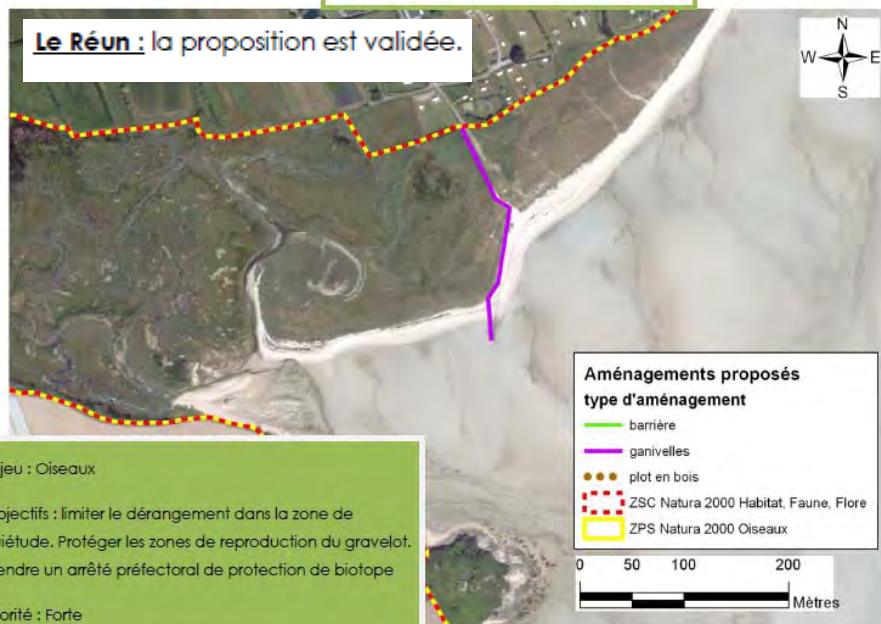 Le Réun : la proposition est validée.
N
W E
S
Aménagements proposés
type d'aménagement
barrière
ganivelles
plot en bois
ZSC Natura 2000 Habitat, Faune, Flore
ZPS Natura 2000 Oiseaux
0 50 100 200
Mètres
jeu : Oiseaux
jectifs : limiter le dérangement dans la zone de
iétude. Protéger les zones de reproduction du gravelot.
endre un arrêté préfectoral de protection de biotope
orité : Forte